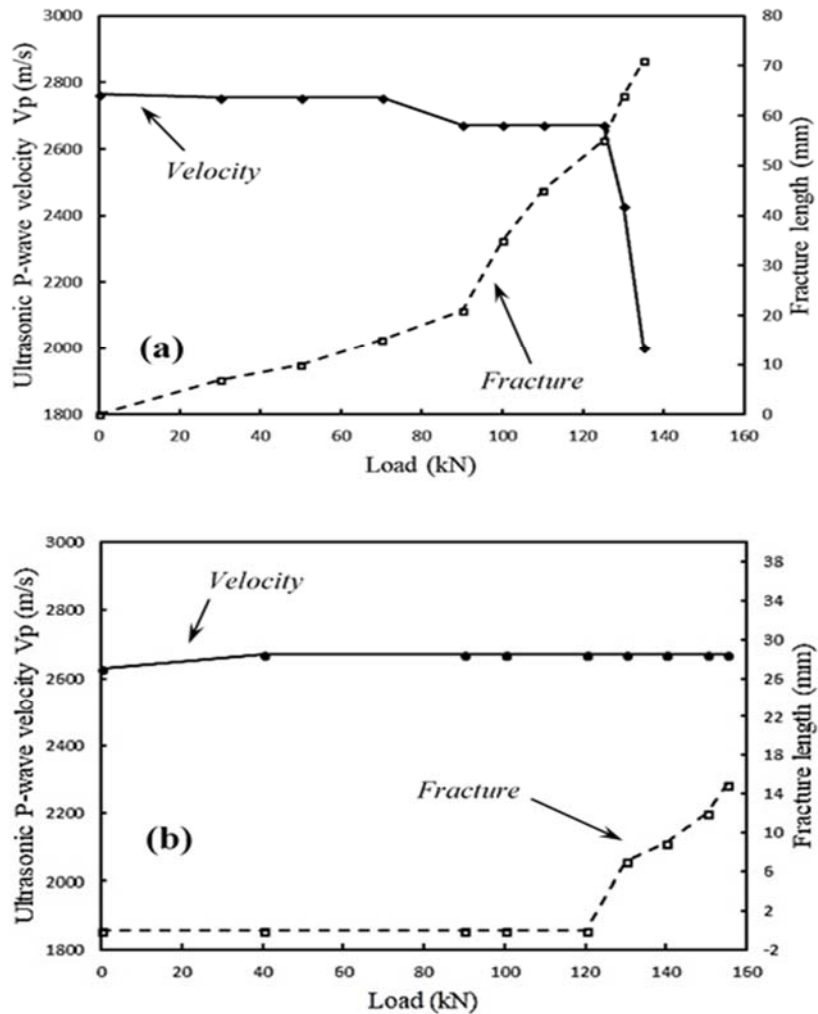 Ultrasonic P-wave velocity Vp (m/s)
3000
2800
2600
2400
2200
2000
1800
Velocity
(a)
Fracture
80
70
60
50
40
30
20
10
0
Fracture length (mm)
0 20 40 60 80 100 120 140 160
Load (kN)
Ultrasonic P-wave velocity Vp (m/s)
3000
2800
2600
2400
2200
2000
1800
Velocity
Fracture
(b)
38
34
30
26
22
18
14
10
6
2
-2
Fracture length (mm)
0 20 40 60 80 100 120 140 160
Load (kN)